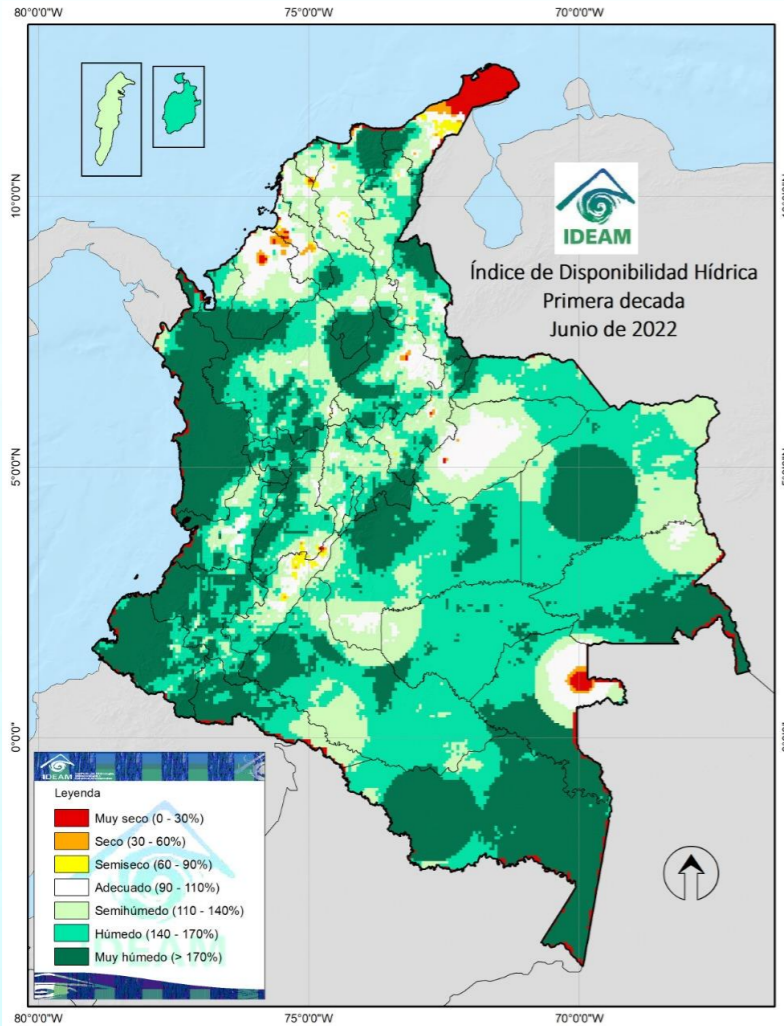 80°0'0"W 75°0'0"W 70°0'0"W
10°0'0"N
5°0'0"N
0°0'0"
IDEAM
Índice de Disponibilidad Hídrica
Primera decada
Junio de 2022
IDEAM
Leyenda
Muy seco (0 - 30%)
Seco (30 - 60%)
Semiseco (60 - 90%)
Adecuado (90 - 110%)
Semihúmedo (110 - 140%)
Húmedo (140 - 170%)
Muy húmedo (> 170%)
IDEAM
80°0'0"W 75°0'0"W 70°0'0"W